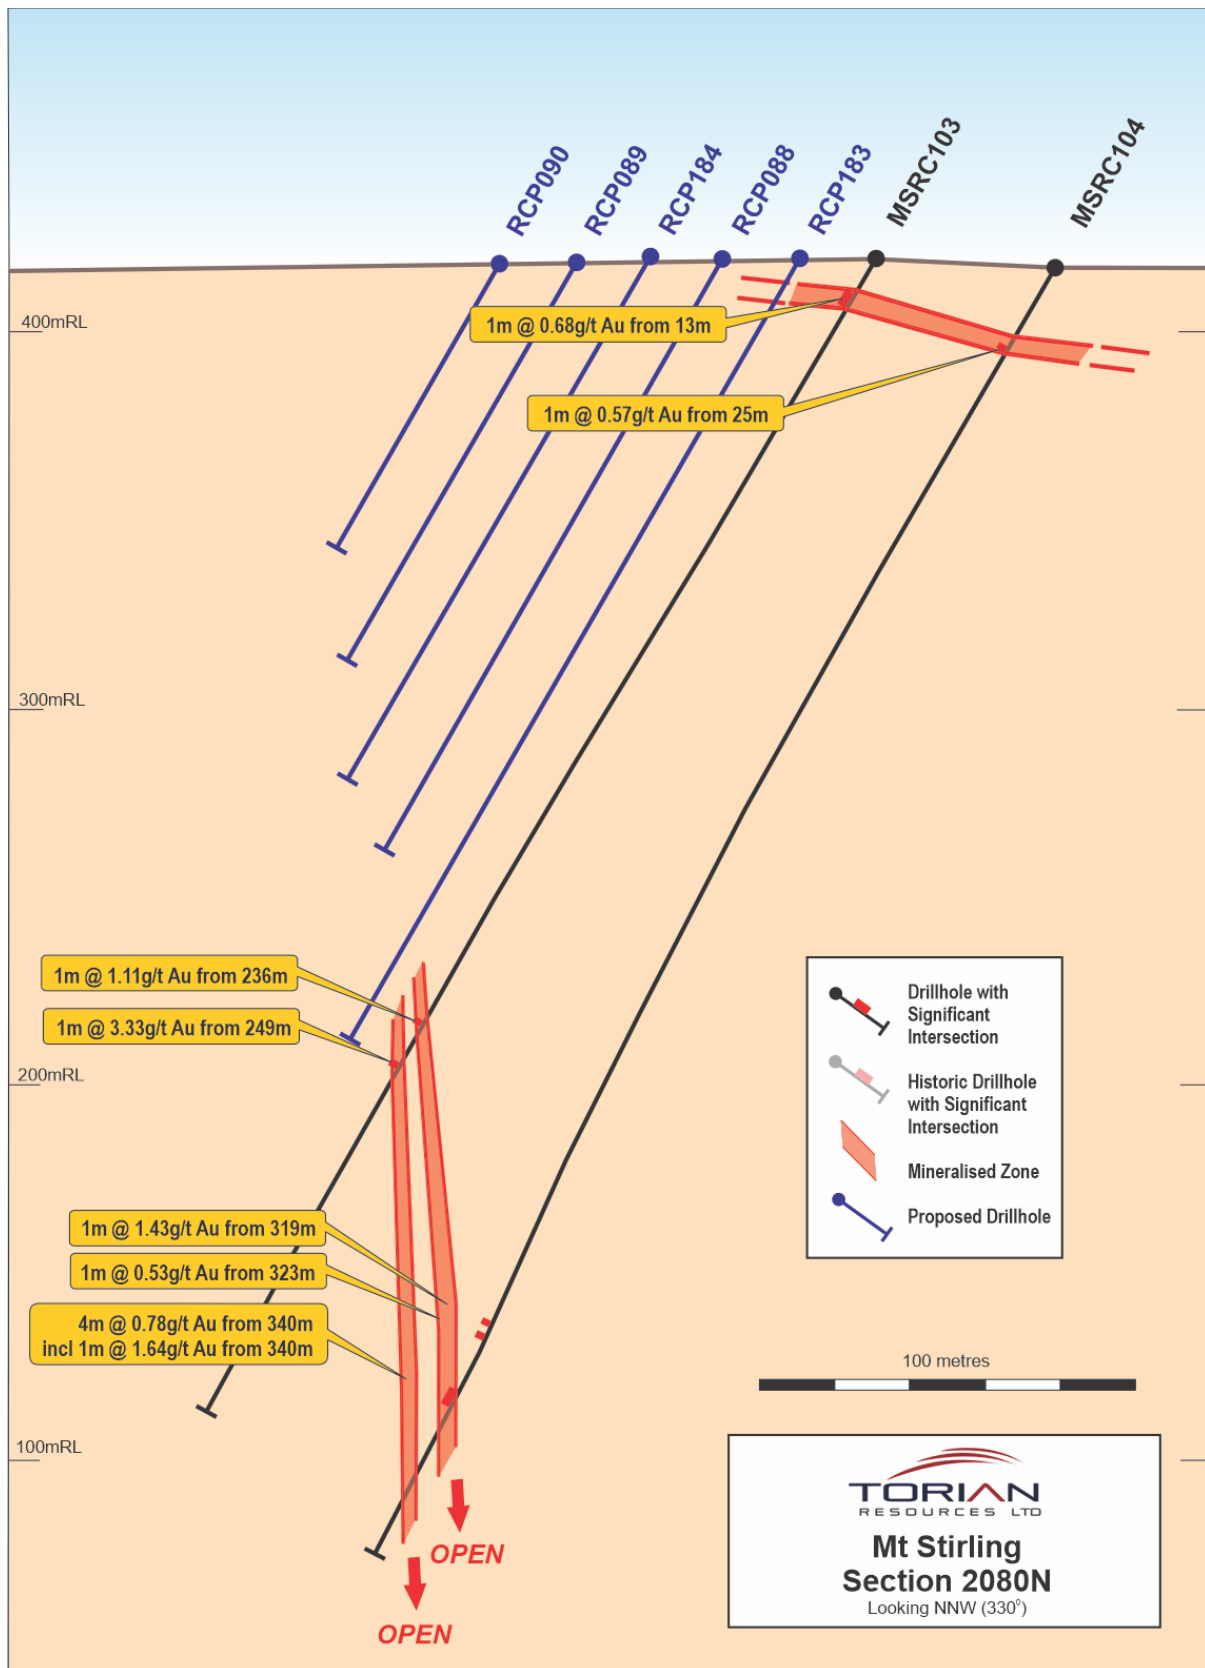 RCP090
RCP089
RCP184
RCP088
RCP183
MSRC103
MSRC104
400mRL
1m @ 0.68g/t Au from 13m
1m @ 0.57g/t Au from 25m
300mRL
1m @ 1.11g/t Au from 236m
1m @ 3.33g/t Au from 249m
200mRL
Drillhole with
Significant
Intersection
Historic Drillhole
with Significant
Intersection
Mineralised Zone
Proposed Drillhole
1m @ 1.43g/t Au from 319m
1m @ 0.53g/t Au from 323m
4m @ 0.78g/t Au from 340m
incl 1m @ 1.64g/t Au from 340m
100 metres
100mRL
OPEN
OPEN
TORIAN
RESOURCES LTD
Mt Stirling
Section 2080N
Looking NNW (330⁰)